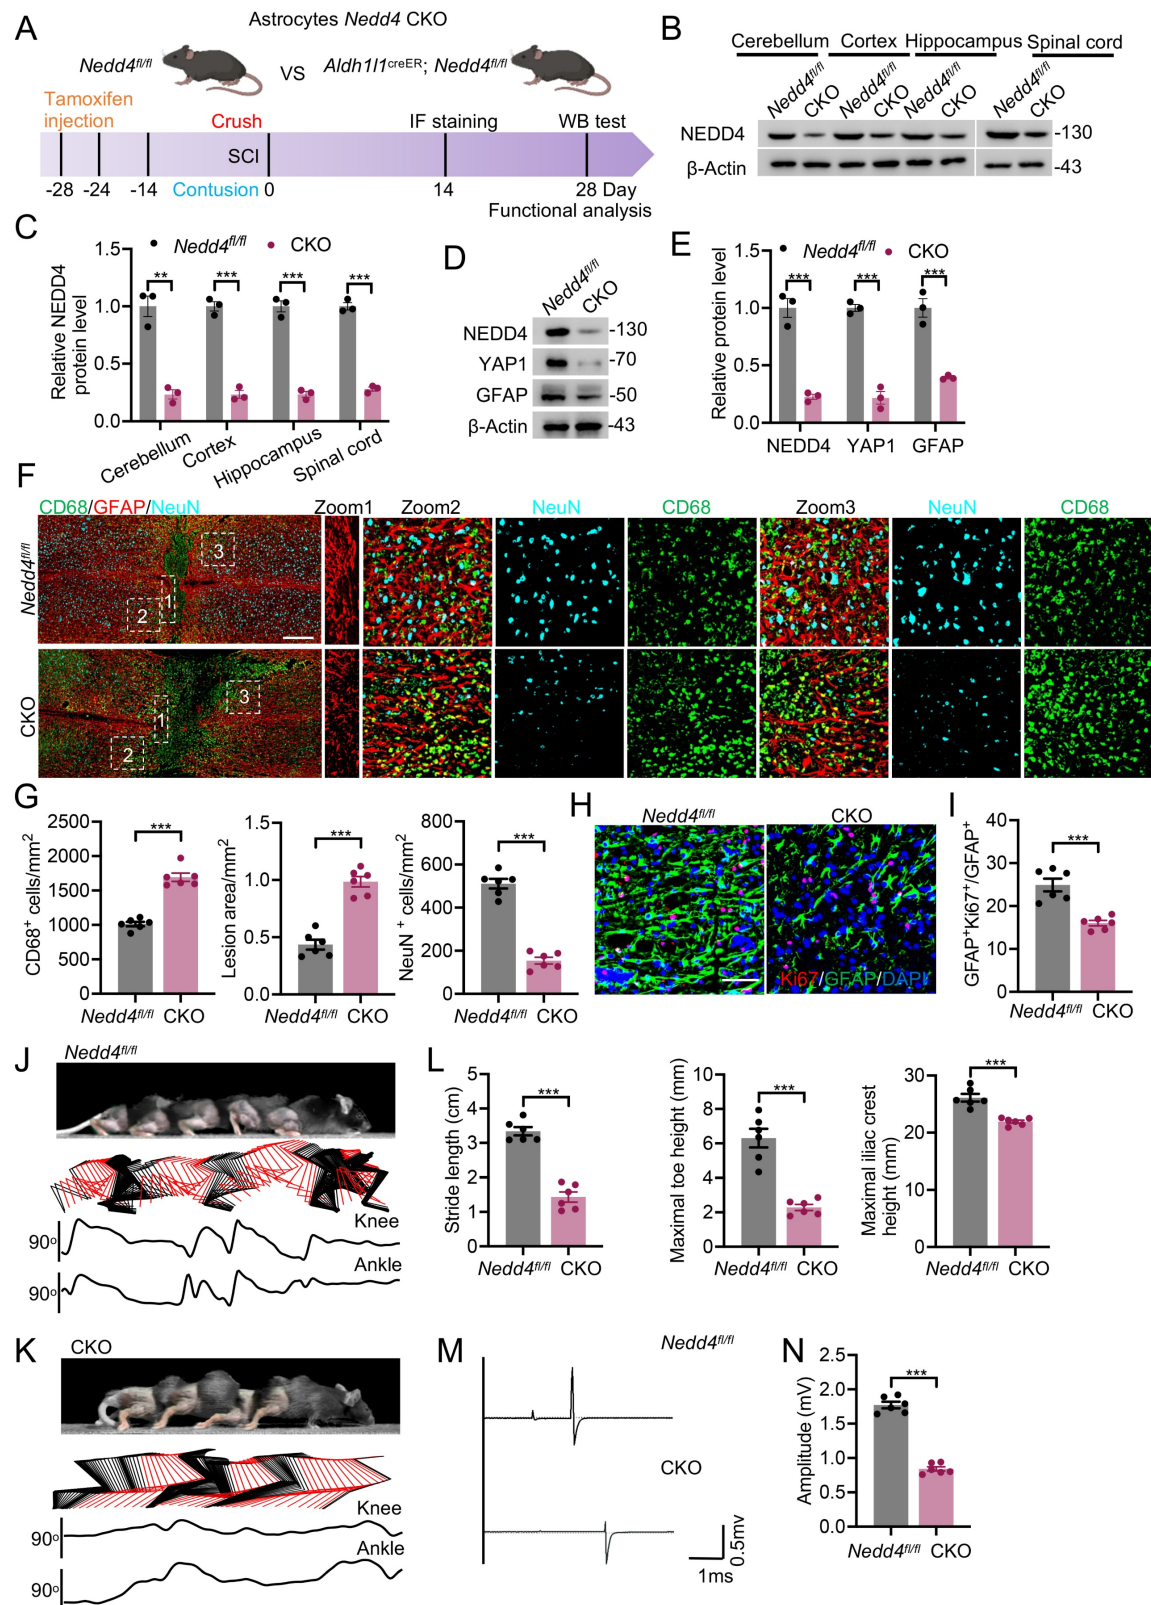 A
Astrocytes Nedd4 CKO
Nedd4fl/fl
VS
Aldh1l1creER; Nedd4fl/fl
Tamoxifen
injection
Crush
IF staining
WB test
SCI
-28
-24
-14
Contusion
0
14
28 Day
Functional analysis
B
Cerebellum
Cortex
Hippocampus
Spinal cord
Nedd4fl/fl
CKO
Nedd4fl/fl
CKO
Nedd4fl/fl
CKO
Nedd4fl/fl
CKO
NEDD4
-130
β-Actin
-43
C
Nedd4fl/fl
CKO
Relative NEDD4
protein level
1.5
1.0
0.5
0.0
**
***
***
***
Cerebellum
Cortex
Hippocampus
Spinal cord
D
Nedd4fl/fl
CKO
NEDD4
-130
YAP1
-70
GFAP
-50
β-Actin
-43
E
Nedd4fl/fl
CKO
Relative protein level
1.5
1.0
0.5
0.0
***
***
***
NEDD4
YAP1
GFAP
F
CD68/GFAP/NeuN
Zoom1
Zoom2
NeuN
CD68
Zoom3
NeuN
CD68
Nedd4fl/fl
1
2
3
CKO
1
2
3
G
CD68+ cells/mm2
2500
2000
1500
1000
500
0
***
Nedd4fl/fl
CKO
Lesion area/mm2
1.5
1.0
0.5
0.0
***
Nedd4fl/fl
CKO
NeuN + cells/mm2
800
600
400
200
0
***
Nedd4fl/fl
CKO
H
Nedd4fl/fl
CKO
Ki67/GFAP/DAPI
I
GFAP+Ki67+/GFAP+
40
30
20
10
0
***
Nedd4fl/fl
CKO
J
Nedd4fl/fl
Knee
90o
Ankle
90o
L
Stride length (cm)
5
4
3
2
1
0
***
Nedd4fl/fl
CKO
Maximal toe height (mm)
10
8
6
4
2
0
***
Nedd4fl/fl
CKO
Maximal iliac crest
height (mm)
30
20
10
0
***
Nedd4fl/fl
CKO
K
CKO
Knee
90o
Ankle
90o
M
Nedd4fl/fl
CKO
0.5mv
1ms
N
Amplitude (mV)
2.5
2.0
1.5
1.0
0.5
0.0
***
Nedd4fl/fl
CKO